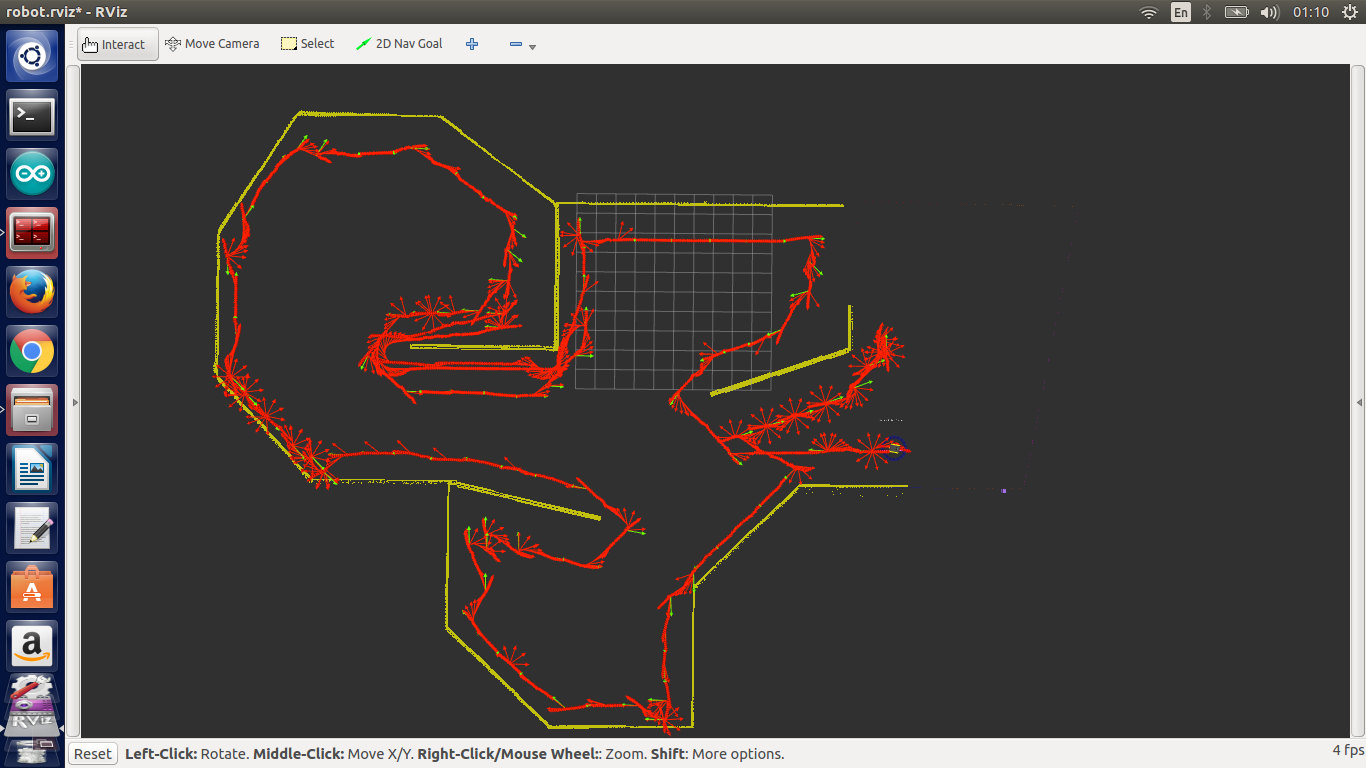 robot.rviz* - RViz
En
01:10
Interact
Move Camera
Select
2D Nav Goal
RViz
Reset
Left-Click: Rotate. Middle-Click: Move X/Y. Right-Click/Mouse Wheel:: Zoom. Shift: More options.
4 fps